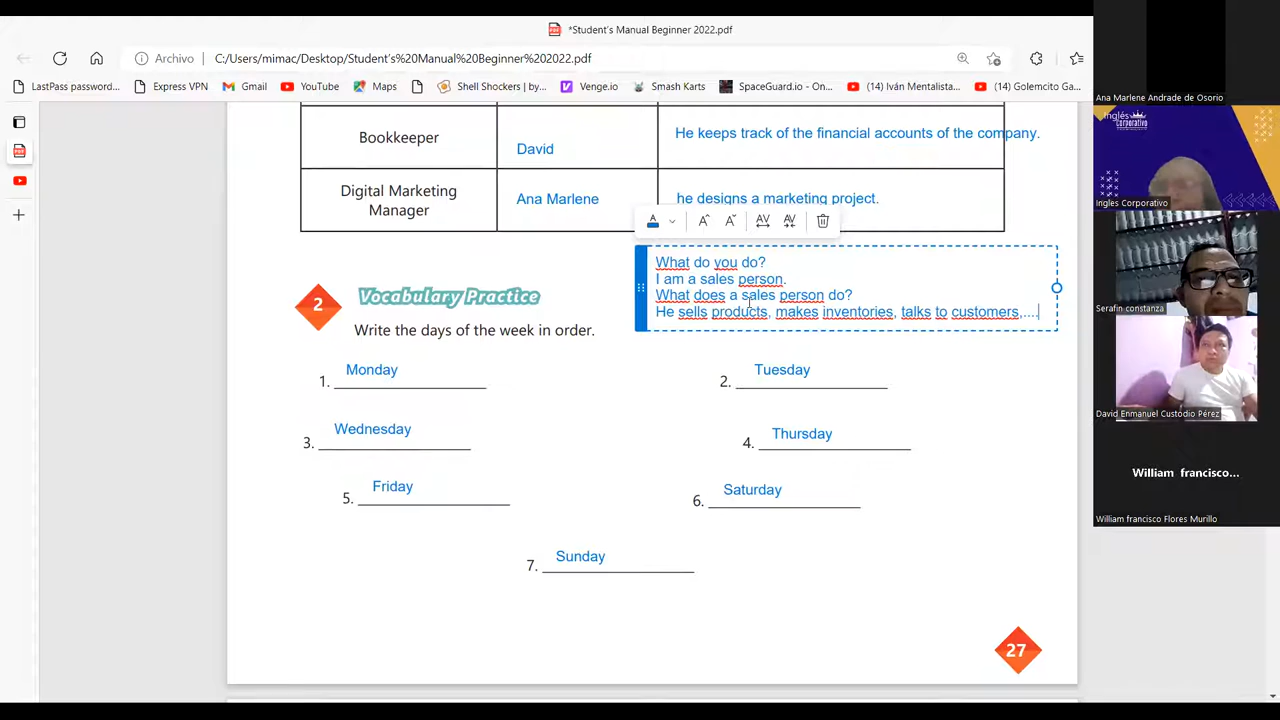 *Student's Manual Beginner 2022.pdf
Archivo
C:/Users/mimac/Desktop/Student's%20Manual%20Beginner%202022.pdf
LastPass password...
Express VPN
Gmail
YouTube
Maps
Shell Shockers | by...
Venge.io
Smash Karts
SpaceGuard.io - On...
(14) Iván Mentalista...
(14) Golemcito Ga...
Bookkeeper
David
He keeps track of the financial accounts of the company.
Digital Marketing
Manager
Ana Marlene
he designs a marketing project.
What do you do?
I am a sales person.
What does a sales person do?
He sells products, makes inventories, talks to customers,....
2
Vocabulary Practice
Write the days of the week in order.
1. Monday
2. Tuesday
3. Wednesday
4. Thursday
5. Friday
6. Saturday
7. Sunday
27
Ana Marlene Andrade de Osorio
Inglés
Corporativo
Ingles Corporativo
Serafin constanza
David Enmanuel Custodio Pérez
William francisco...
William francisco Flores Murillo